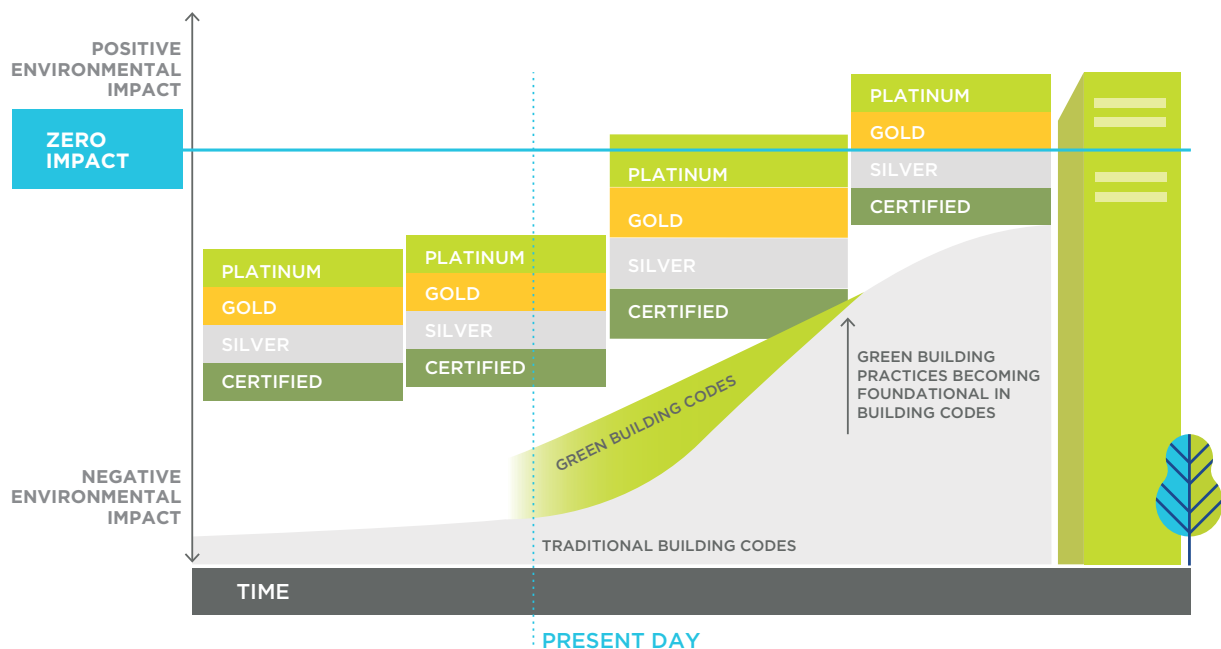 POSITIVE
ENVIRONMENTAL
IMPACT
ZERO
IMPACT
NEGATIVE
ENVIRONMENTAL
IMPACT
PLATINUM
GOLD
SILVER
CERTIFIED
PLATINUM
GOLD
SILVER
CERTIFIED
PLATINUM
GOLD
SILVER
CERTIFIED
PLATINUM
GOLD
SILVER
CERTIFIED
GREEN BUILDING CODES
GREEN BUILDING
PRACTICES BECOMING
FOUNDATIONAL IN
BUILDING CODES
TRADITIONAL BUILDING CODES
TIME
PRESENT DAY